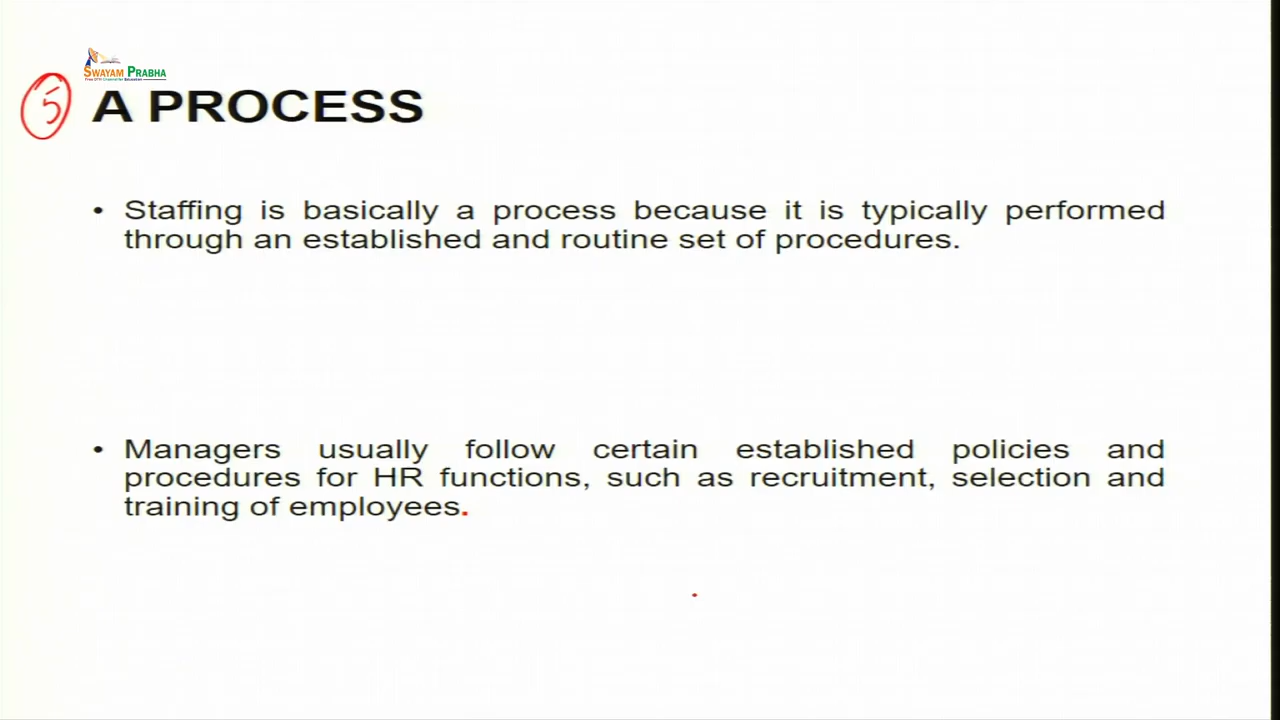 SWAYAM PRABHA
5 A PROCESS
• Staffing is basically a process because it is typically performed
through an established and routine set of procedures.
• Managers usually follow certain established policies and
procedures for HR functions, such as recruitment, selection and
training of employees.